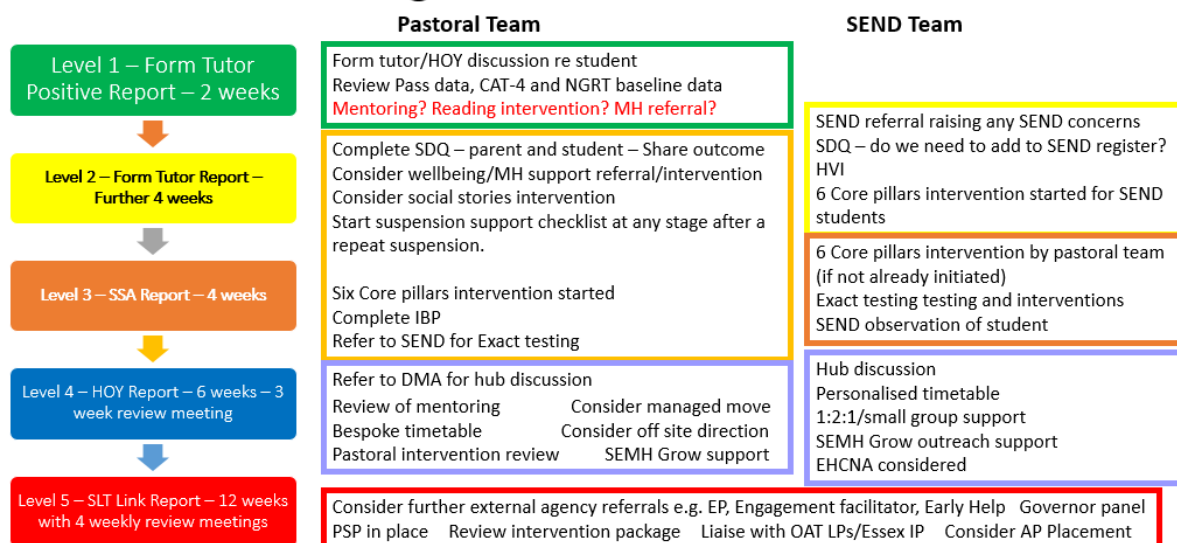 Pastoral Team
SEND Team
Level 1 – Form Tutor
Positive Report – 2 weeks
Form tutor/HOY discussion re student
Review Pass data, CAT-4 and NGRT baseline data
Mentoring? Reading intervention? MH referral?
Level 2 – Form Tutor Report –
Further 4 weeks
Complete SDQ – parent and student – Share outcome
Consider wellbeing/MH support referral/intervention
Consider social stories intervention
Start suspension support checklist at any stage after a
repeat suspension.
SEND referral raising any SEND concerns
SDQ – do we need to add to SEND register?
HVI
6 Core pillars intervention started for SEND
students
Level 3 – SSA Report – 4 weeks
Six Core pillars intervention started
Complete IBP
Refer to SEND for Exact testing
6 Core pillars intervention by pastoral team
(if not already initiated)
Exact testing testing and interventions
SEND observation of student
Level 4 – HOY Report – 6 weeks – 3
week review meeting
Refer to DMA for hub discussion
Review of mentoring Consider managed move
Bespoke timetable Consider off site direction
Pastoral intervention review SEMH Grow support
Hub discussion
Personalised timetable
1:2:1/small group support
SEMH Grow outreach support
EHCNA considered
Level 5 – SLT Link Report – 12 weeks
with 4 weekly review meetings
Consider further external agency referrals e.g. EP, Engagement facilitator, Early Help Governor panel
PSP in place Review intervention package Liaise with OAT LPs/Essex IP Consider AP Placement